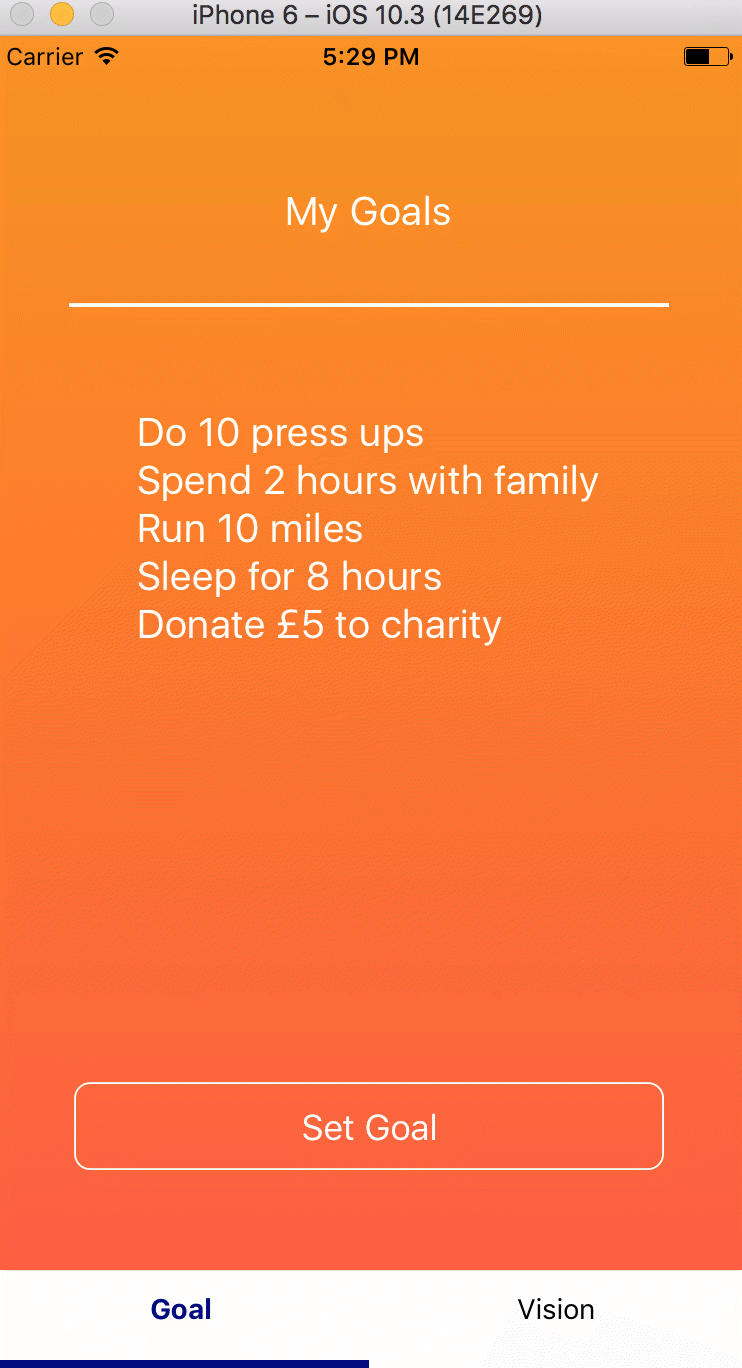 iPhone 6 – iOS 10.3 (14E269)
Carrier 5:29 PM
My Goals
Do 10 press ups
Spend 2 hours with family
Run 10 miles
Sleep for 8 hours
Donate £5 to charity
Set Goal
Goal Vision